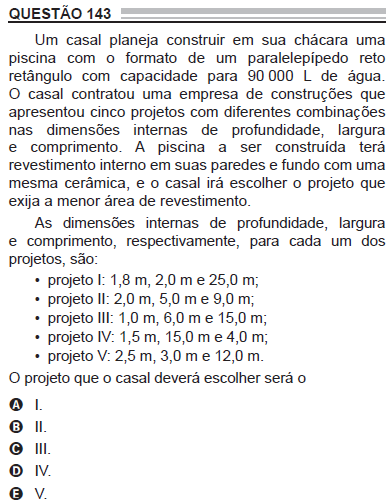 QUESTÃO 143
Um casal planeja construir em sua chácara uma
piscina com o formato de um paralelepípedo reto
retângulo com capacidade para 90 000 L de água.
O casal contratou uma empresa de construções que
apresentou cinco projetos com diferentes combinações
nas dimensões internas de profundidade, largura
e comprimento. A piscina a ser construída terá
revestimento interno em suas paredes e fundo com uma
mesma cerâmica, e o casal irá escolher o projeto que
exija a menor área de revestimento.
As dimensões internas de profundidade, largura
e comprimento, respectivamente, para cada um dos
projetos, são:
• projeto I: 1,8 m, 2,0 m e 25,0 m;
• projeto II: 2,0 m, 5,0 m e 9,0 m;
• projeto III: 1,0 m, 6,0 m e 15,0 m;
• projeto IV: 1,5 m, 15,0 m e 4,0 m;
• projeto V: 2,5 m, 3,0 m e 12,0 m.
O projeto que o casal deverá escolher será o
A I.
B II.
C III.
D IV.
E V.